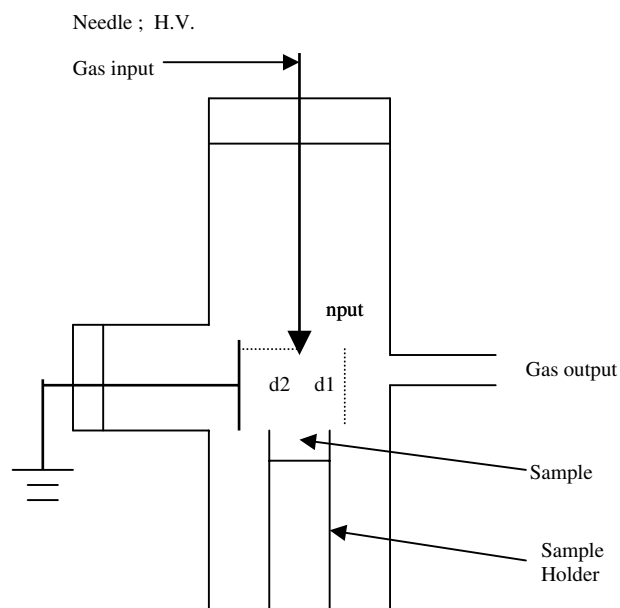 Needle ; H.V.
Gas input
nput
Gas output
d2 d1
Sample
Sample
Holder